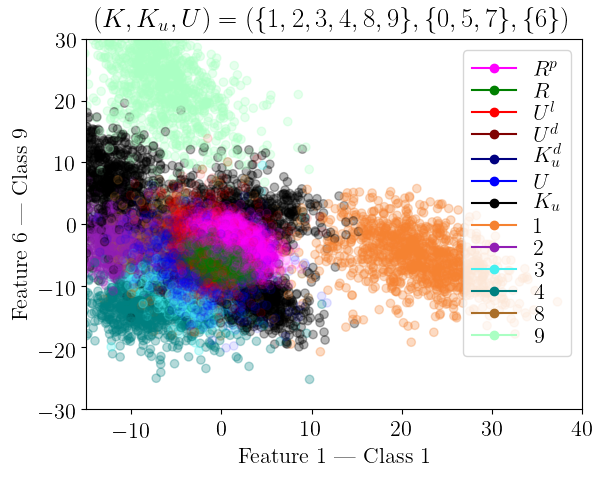 (K, K_u, U) = ({1, 2, 3, 4, 8, 9}, {0, 5, 7}, {6})
30
20
10
0
−10
−20
−30
−10
0
10
20
30
40
Feature 6 — Class 9
Feature 1 — Class 1
R^p
R
U^l
U^d
K_u^d
U
K_u
1
2
3
4
8
9